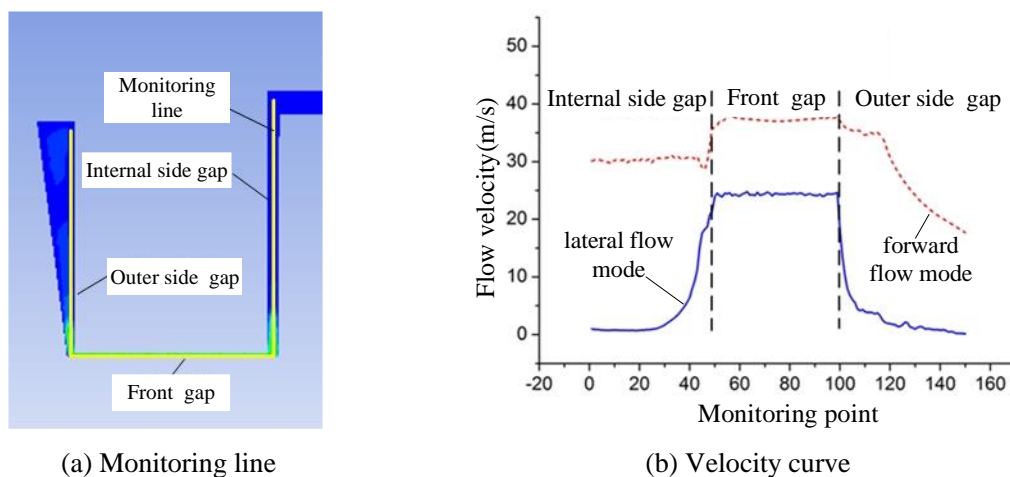 Monitoring
line
Internal side gap
Outer side gap
Front gap
(a) Monitoring line
Flow velocity(m/s)
50
40
30
20
10
0
Internal side gap
Front gap
Outer side gap
lateral flow
mode
forward
flow mode
-20
0
20
40
60
80
100
120
140
160
Monitoring point
(b) Velocity curve